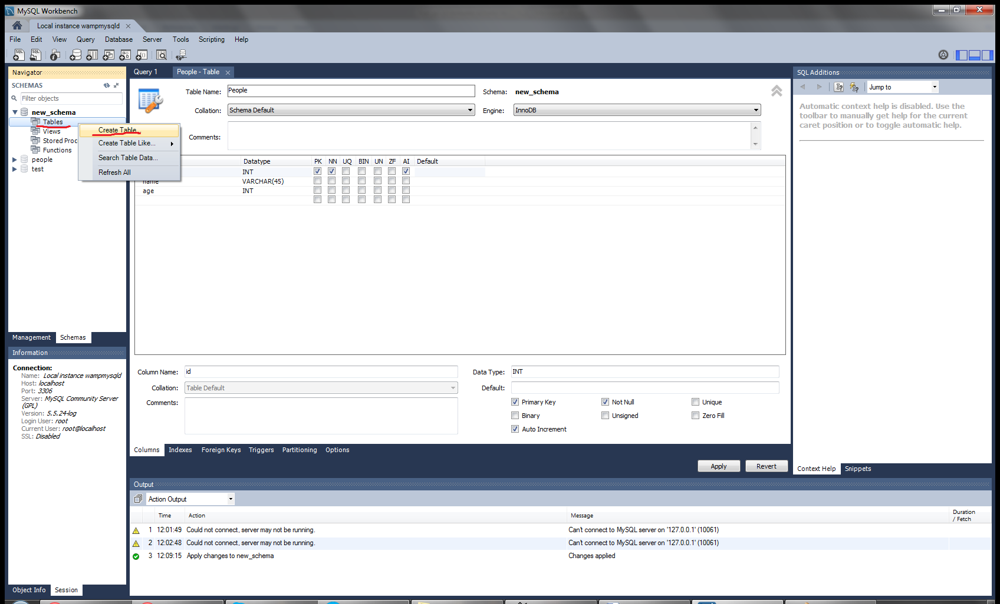 MySQL Workbench
Local instance wampmysqld
File Edit View Query Database Server Tools Scripting Help
Navigator
SCHEMAS
Filter objects
new_schema
Tables
Views
Stored Proc
Functions
people
test
Create Table...
Create Table Like...
Search Table Data...
Refresh All
Query 1
People - Table
Table Name: People
Schema: new_schema
Collation: Schema Default
Engine: InnoDB
Comments:
Datatype PK NN UQ BIN UN ZF AI Default
INT
name VARCHAR(45)
age INT
Column Name: id
Data Type: INT
Collation: Table Default
Default:
Comments:
Primary Key Not Null Unique
Binary Unsigned Zero Fill
Auto Increment
Columns Indexes Foreign Keys Triggers Partitioning Options
Apply Revert
SQL Additions
Jump to
Automatic context help is disabled. Use the
toolbar to manually get help for the current
caret position or to toggle automatic help.
Context Help Snippets
Management Schemas
Information
Connection:
Name: Local instance wampmysqld
Host: localhost
Port: 3306
Server: MySQL Community Server
(GPL)
Version: 5.5.24-log
Login User: root
Current User: root@localhost
SSL: Disabled
Object Info Session
Output
Action Output
Time Action Message Duration
/ Fetch
1 12:01:49 Could not connect, server may not be running. Can't connect to MySQL server on '127.0.0.1' (10061)
2 12:02:48 Could not connect, server may not be running. Can't connect to MySQL server on '127.0.0.1' (10061)
3 12:09:15 Apply changes to new_schema Changes applied